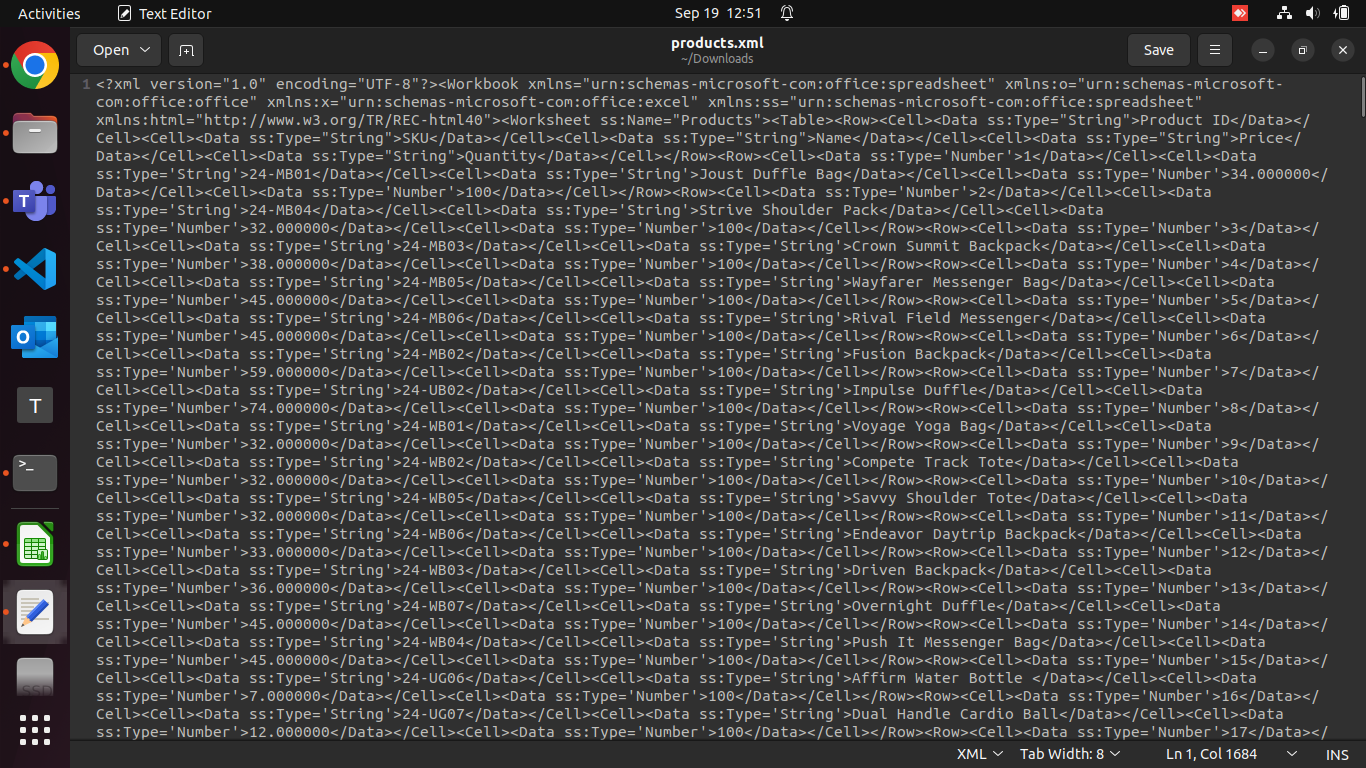 Activities
Text Editor
Sep 19 12:51
Open
products.xml
~/Downloads
Save
1 <?xml version="1.0" encoding="UTF-8"?><Workbook xmlns="urn:schemas-microsoft-com:office:spreadsheet" xmlns:o="urn:schemas-microsoft-
com:office:office" xmlns:x="urn:schemas-microsoft-com:office:excel" xmlns:ss="urn:schemas-microsoft-com:office:spreadsheet"
xmlns:html="http://www.w3.org/TR/REC-html40"><Worksheet ss:Name="Products"><Table><Row><Cell><Data ss:Type="String">Product ID</Data></
Cell><Cell><Data ss:Type="String">SKU</Data></Cell><Cell><Data ss:Type="String">Name</Data></Cell><Cell><Data ss:Type="String">Price</
Data></Cell><Cell><Data ss:Type="String">Quantity</Data></Cell></Row><Row><Cell><Data ss:Type='Number'>1</Data></Cell><Cell><Data
ss:Type='String'>24-MB01</Data></Cell><Cell><Data ss:Type='String'>Joust Duffle Bag</Data></Cell><Cell><Data ss:Type='Number'>34.000000</
Data></Cell><Cell><Data ss:Type='Number'>100</Data></Cell></Row><Row><Cell><Data ss:Type='Number'>2</Data></Cell><Cell><Data
ss:Type='String'>24-MB04</Data></Cell><Cell><Data ss:Type='String'>Strive Shoulder Pack</Data></Cell><Cell><Data
ss:Type='Number'>32.000000</Data></Cell><Cell><Data ss:Type='Number'>100</Data></Cell></Row><Row><Cell><Data ss:Type='Number'>3</Data></
Cell><Cell><Data ss:Type='String'>24-MB03</Data></Cell><Cell><Data ss:Type='String'>Crown Summit Backpack</Data></Cell><Cell><Data
ss:Type='Number'>38.000000</Data></Cell><Cell><Data ss:Type='Number'>100</Data></Cell></Row><Row><Cell><Data ss:Type='Number'>4</Data></
Cell><Cell><Data ss:Type='String'>24-MB05</Data></Cell><Cell><Data ss:Type='String'>Wayfarer Messenger Bag</Data></Cell><Cell><Data
ss:Type='Number'>45.000000</Data></Cell><Cell><Data ss:Type='Number'>100</Data></Cell></Row><Row><Cell><Data ss:Type='Number'>5</Data></
Cell><Cell><Data ss:Type='String'>24-MB06</Data></Cell><Cell><Data ss:Type='String'>Rival Field Messenger</Data></Cell><Cell><Data
ss:Type='Number'>45.000000</Data></Cell><Cell><Data ss:Type='Number'>100</Data></Cell></Row><Row><Cell><Data ss:Type='Number'>6</Data></
Cell><Cell><Data ss:Type='String'>24-MB02</Data></Cell><Cell><Data ss:Type='String'>Fusion Backpack</Data></Cell><Cell><Data
ss:Type='Number'>59.000000</Data></Cell><Cell><Data ss:Type='Number'>100</Data></Cell></Row><Row><Cell><Data ss:Type='Number'>7</Data></
Cell><Cell><Data ss:Type='String'>24-UB02</Data></Cell><Cell><Data ss:Type='String'>Impulse Duffle</Data></Cell><Cell><Data
ss:Type='Number'>74.000000</Data></Cell><Cell><Data ss:Type='Number'>100</Data></Cell></Row><Row><Cell><Data ss:Type='Number'>8</Data></
Cell><Cell><Data ss:Type='String'>24-WB01</Data></Cell><Cell><Data ss:Type='String'>Voyage Yoga Bag</Data></Cell><Cell><Data
ss:Type='Number'>32.000000</Data></Cell><Cell><Data ss:Type='Number'>100</Data></Cell></Row><Row><Cell><Data ss:Type='Number'>9</Data></
Cell><Cell><Data ss:Type='String'>24-WB02</Data></Cell><Cell><Data ss:Type='String'>Compete Track Tote</Data></Cell><Cell><Data
ss:Type='Number'>32.000000</Data></Cell><Cell><Data ss:Type='Number'>100</Data></Cell></Row><Row><Cell><Data ss:Type='Number'>10</Data></
Cell><Cell><Data ss:Type='String'>24-WB05</Data></Cell><Cell><Data ss:Type='String'>Savvy Shoulder Tote</Data></Cell><Cell><Data
ss:Type='Number'>32.000000</Data></Cell><Cell><Data ss:Type='Number'>100</Data></Cell></Row><Row><Cell><Data ss:Type='Number'>11</Data></
Cell><Cell><Data ss:Type='String'>24-WB06</Data></Cell><Cell><Data ss:Type='String'>Endeavor Daytrip Backpack</Data></Cell><Cell><Data
ss:Type='Number'>33.000000</Data></Cell><Cell><Data ss:Type='Number'>100</Data></Cell></Row><Row><Cell><Data ss:Type='Number'>12</Data></
Cell><Cell><Data ss:Type='String'>24-WB03</Data></Cell><Cell><Data ss:Type='String'>Driven Backpack</Data></Cell><Cell><Data
ss:Type='Number'>36.000000</Data></Cell><Cell><Data ss:Type='Number'>100</Data></Cell></Row><Row><Cell><Data ss:Type='Number'>13</Data></
Cell><Cell><Data ss:Type='String'>24-WB07</Data></Cell><Cell><Data ss:Type='String'>Overnight Duffle</Data></Cell><Cell><Data
ss:Type='Number'>45.000000</Data></Cell><Cell><Data ss:Type='Number'>100</Data></Cell></Row><Row><Cell><Data ss:Type='Number'>14</Data></
Cell><Cell><Data ss:Type='String'>24-WB04</Data></Cell><Cell><Data ss:Type='String'>Push It Messenger Bag</Data></Cell><Cell><Data
ss:Type='Number'>45.000000</Data></Cell><Cell><Data ss:Type='Number'>100</Data></Cell></Row><Row><Cell><Data ss:Type='Number'>15</Data></
Cell><Cell><Data ss:Type='String'>24-UG06</Data></Cell><Cell><Data ss:Type='String'>Affirm Water Bottle </Data></Cell><Cell><Data
ss:Type='Number'>7.000000</Data></Cell><Cell><Data ss:Type='Number'>100</Data></Cell></Row><Row><Cell><Data ss:Type='Number'>16</Data></
Cell><Cell><Data ss:Type='String'>24-UG07</Data></Cell><Cell><Data ss:Type='String'>Dual Handle Cardio Ball</Data></Cell><Cell><Data
ss:Type='Number'>12.000000</Data></Cell><Cell><Data ss:Type='Number'>100</Data></Cell></Row><Row><Cell><Data ss:Type='Number'>17</Data></
T
O
T
>_
SSD
XML
Tab Width: 8
Ln 1, Col 1684
INS